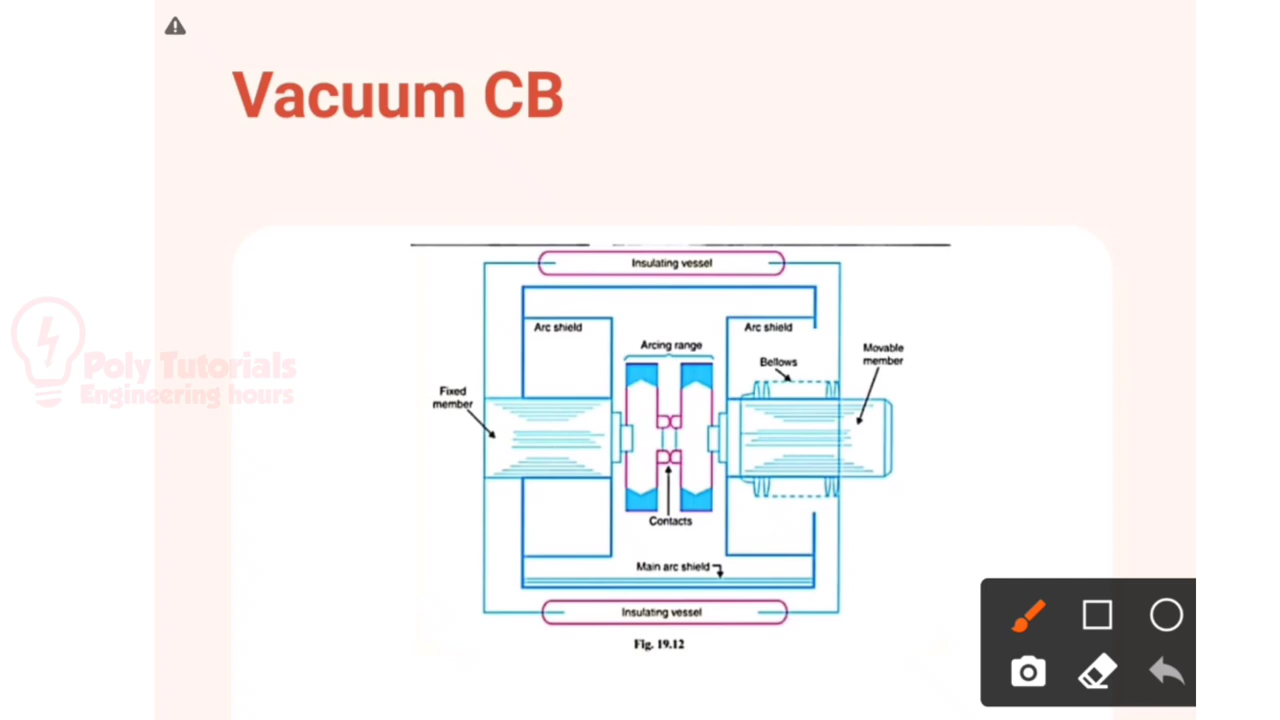 Vacuum CB
Insulating vessel
Arc shield
Arc shield
Arcing range
Bellows
Movable
member
Fixed
member
Contacts
Main arc shield
Insulating vessel
Fig. 19.12
Poly Tutorials
Engineering hours